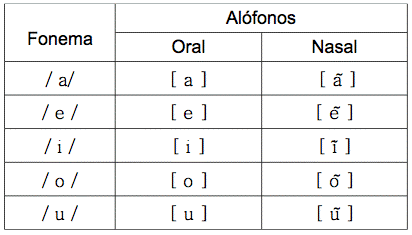 Fonema Alófonos
Oral Nasal
/ a/ [ a ] [ ã ]
/ e / [ e ] [ ẽ ]
/ i / [ i ] [ ĩ ]
/ o / [ o ] [ õ ]
/ u / [ u ] [ ũ ]